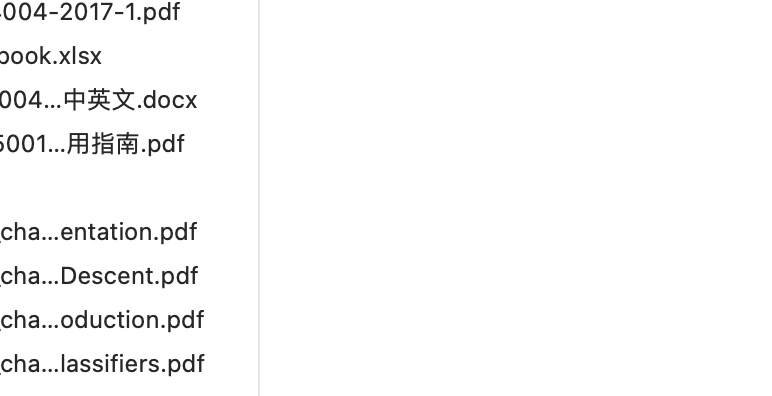 004-2017-1.pdf
book.xlsx
004...中英文.docx
5001...用指南.pdf
cha...entation.pdf
cha...Descent.pdf
cha...oduction.pdf
cha...lassifiers.pdf